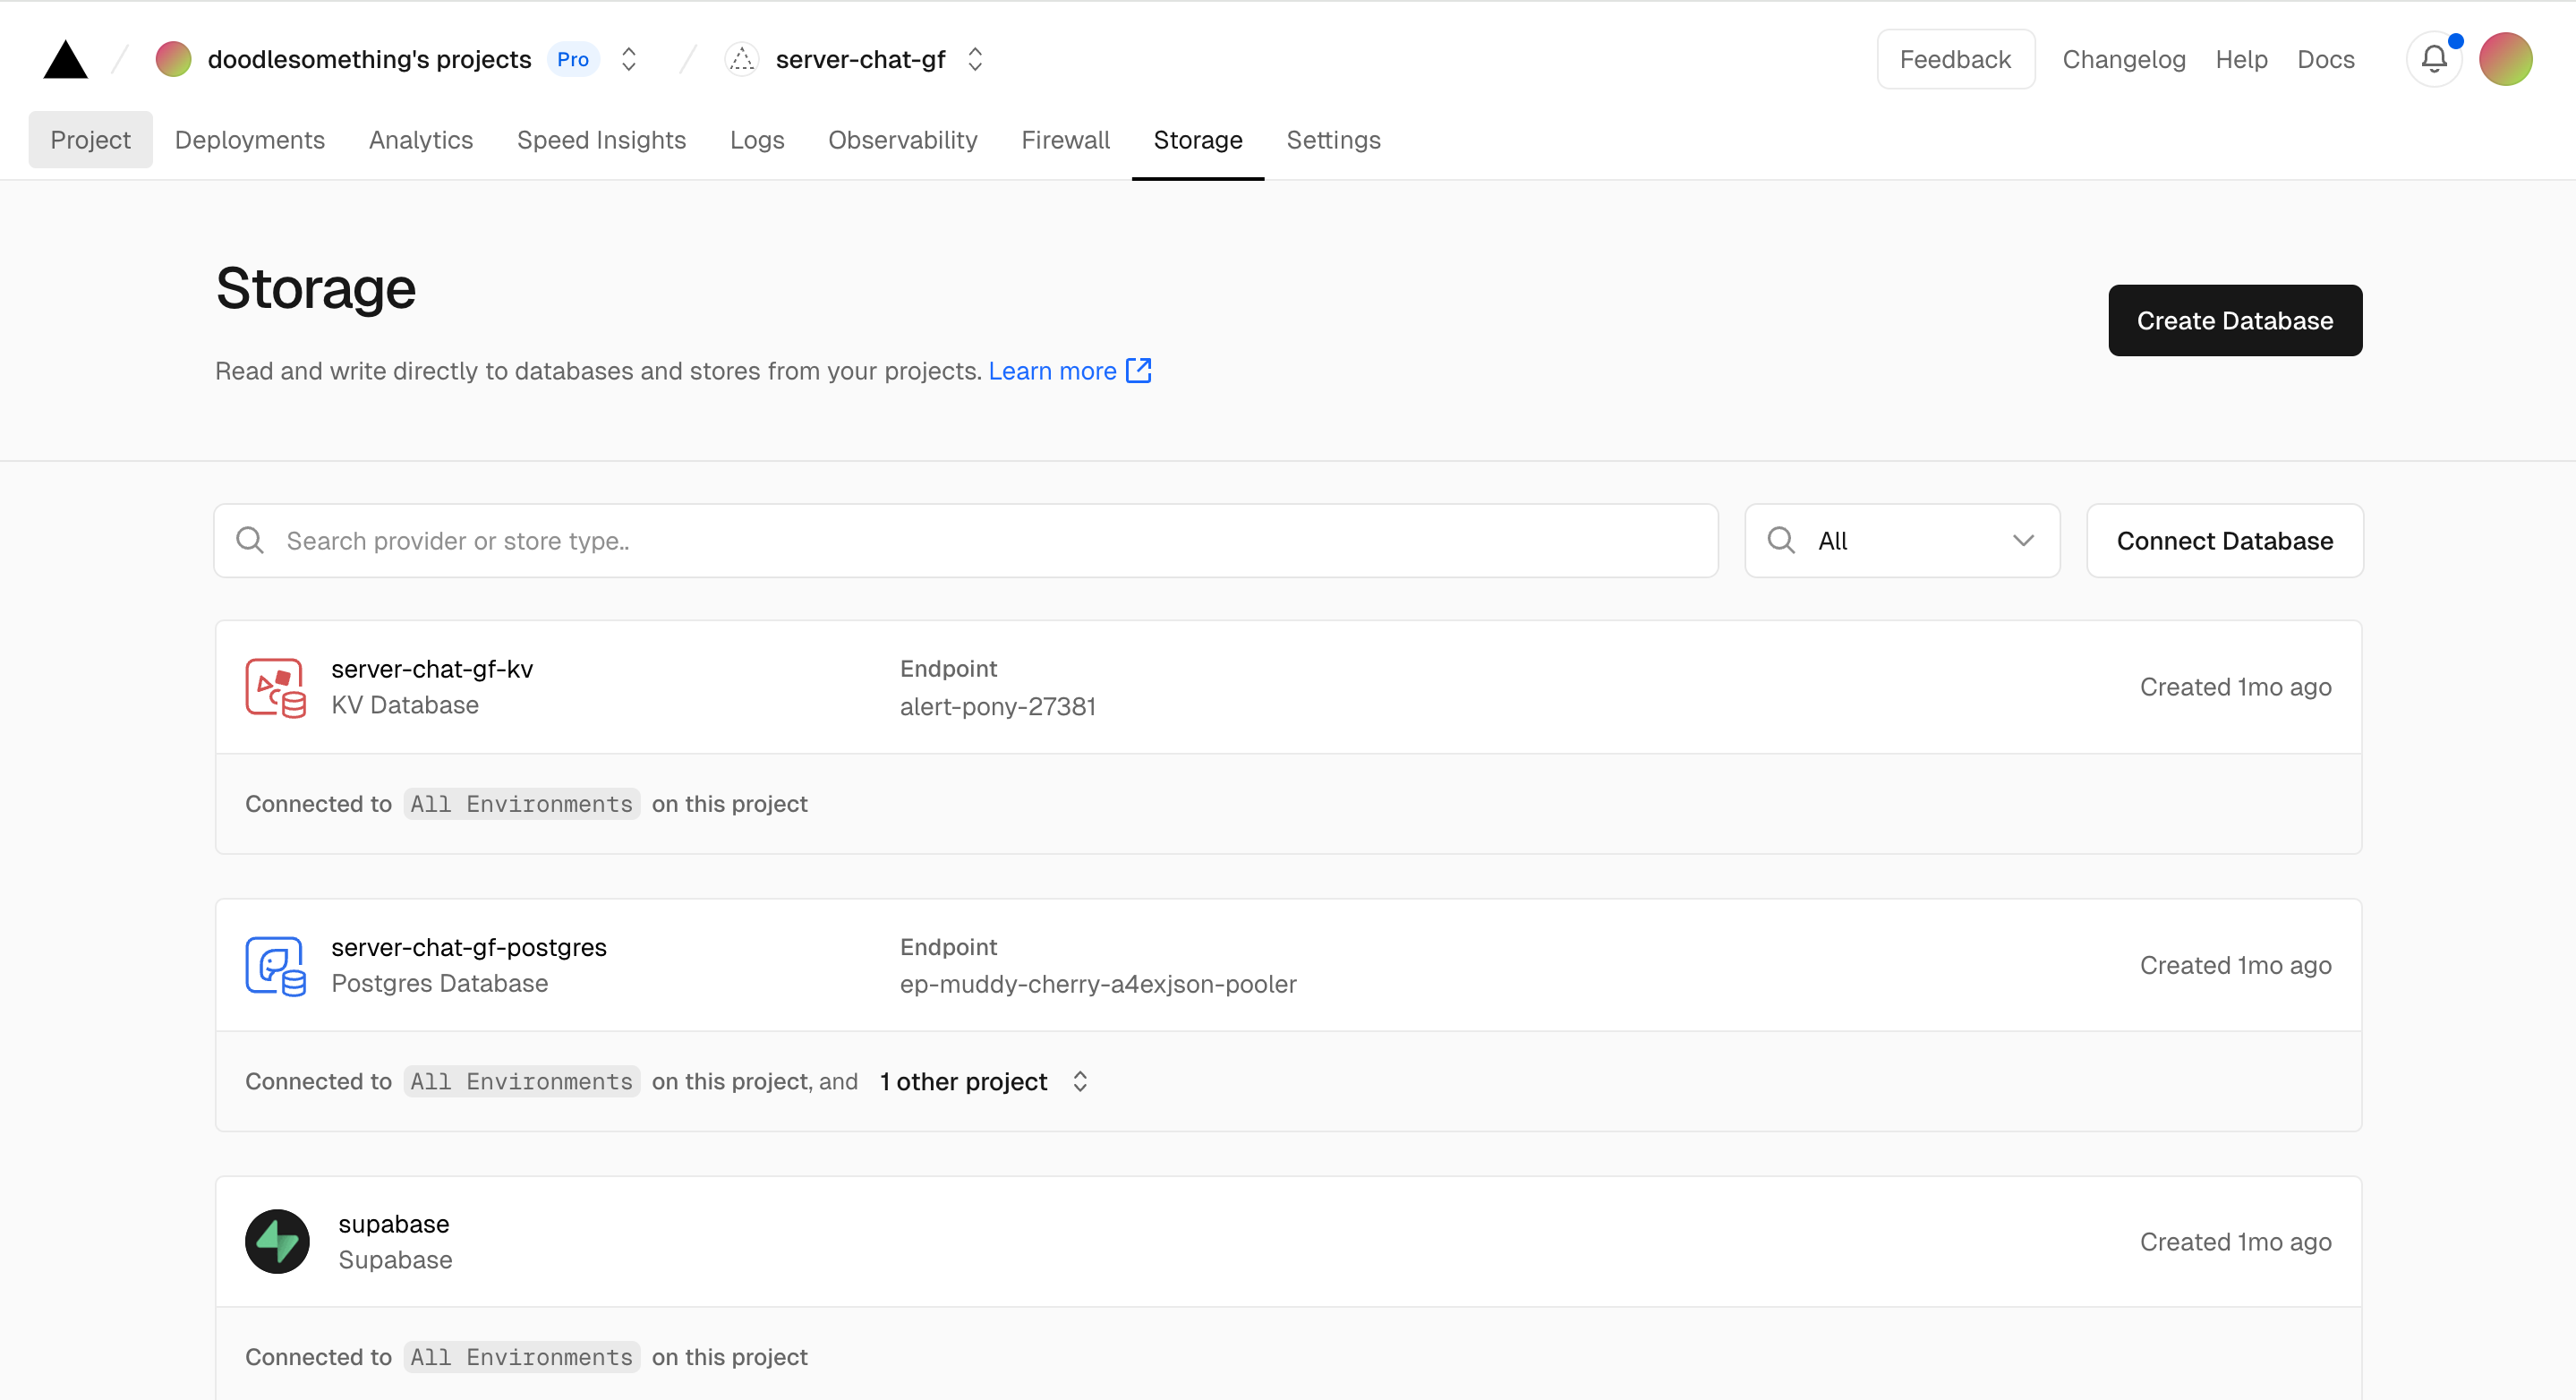 doodlesomething's projects Pro server-chat-gf Feedback Changelog Help Docs
Project Deployments Analytics Speed Insights Logs Observability Firewall Storage Settings
Storage
Create Database
Read and write directly to databases and stores from your projects. Learn more
Search provider or store type..
All
Connect Database
server-chat-gf-kv
KV Database
Endpoint
alert-pony-27381
Created 1mo ago
Connected to All Environments on this project
server-chat-gf-postgres
Postgres Database
Endpoint
ep-muddy-cherry-a4exjson-pooler
Created 1mo ago
Connected to All Environments on this project, and 1 other project
supabase
Supabase
Created 1mo ago
Connected to All Environments on this project